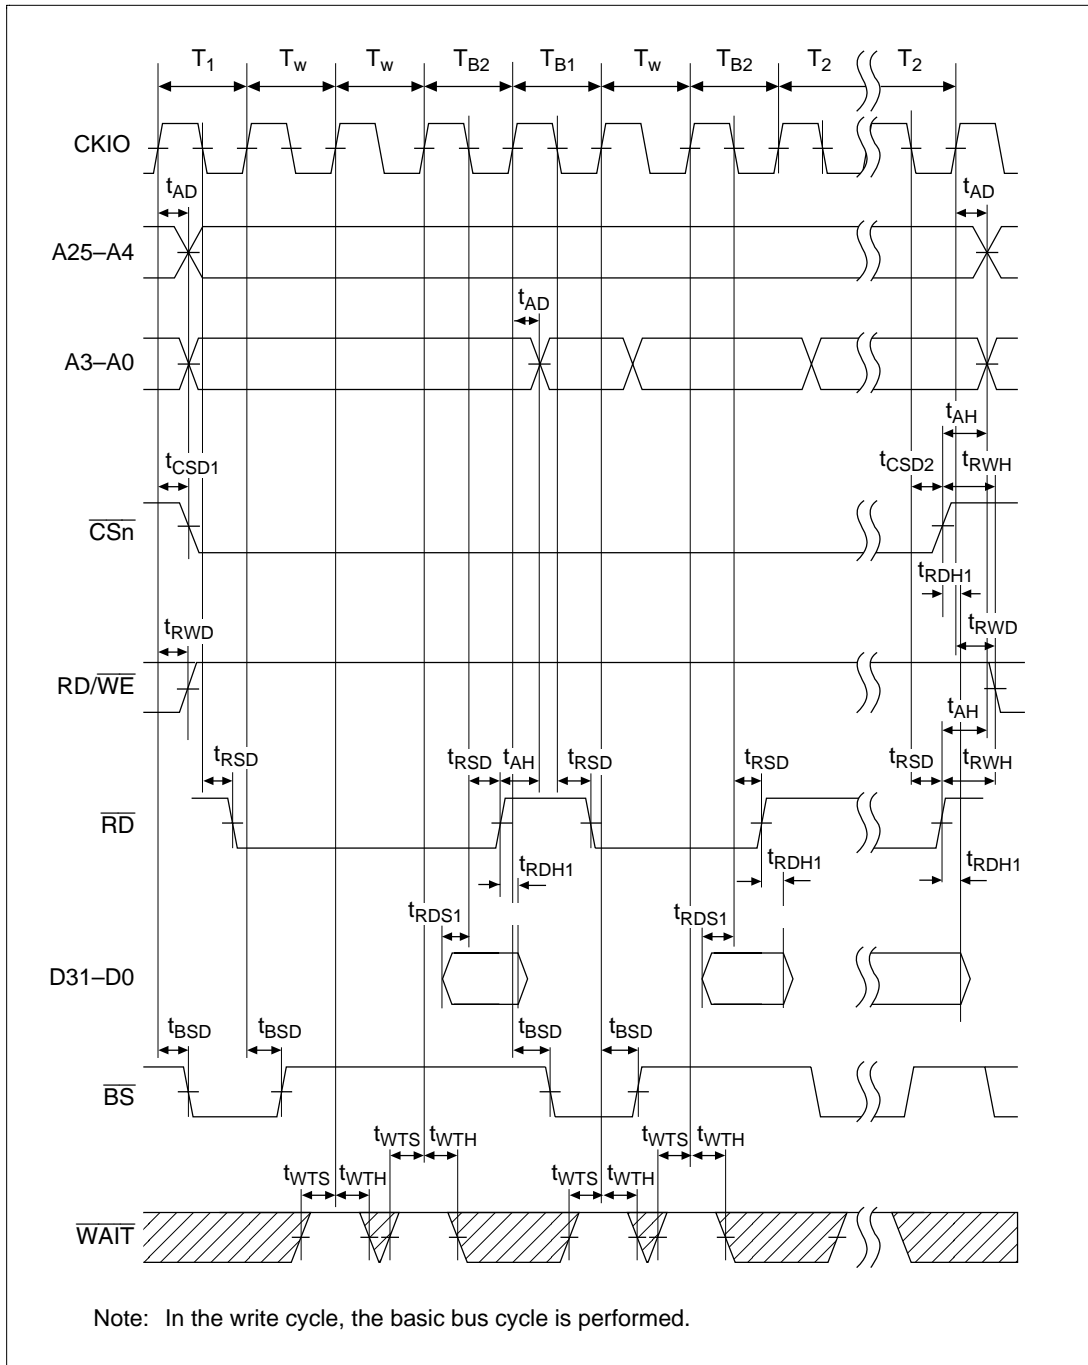 T1 Tw Tw TB2 TB1 Tw TB2 T2 T2
CKIO
tAD tAD
A25–A4
tAD
A3–A0
tAH
tCSD1 tCSD2 tRWH
CSn
tRDH1
tRWD tRWD
RD/WE
tAH
tRSD tRSD tAH tRSD tRSD tRSD tRWH
RD
tRDH1 tRDH1 tRDH1
tRDS1 tRDS1
D31–D0
tBSD tBSD tBSD tBSD
BS
tWTS tWTH tWTS tWTH
tWTS tWTH tWTS tWTH
WAIT
Note: In the write cycle, the basic bus cycle is performed.